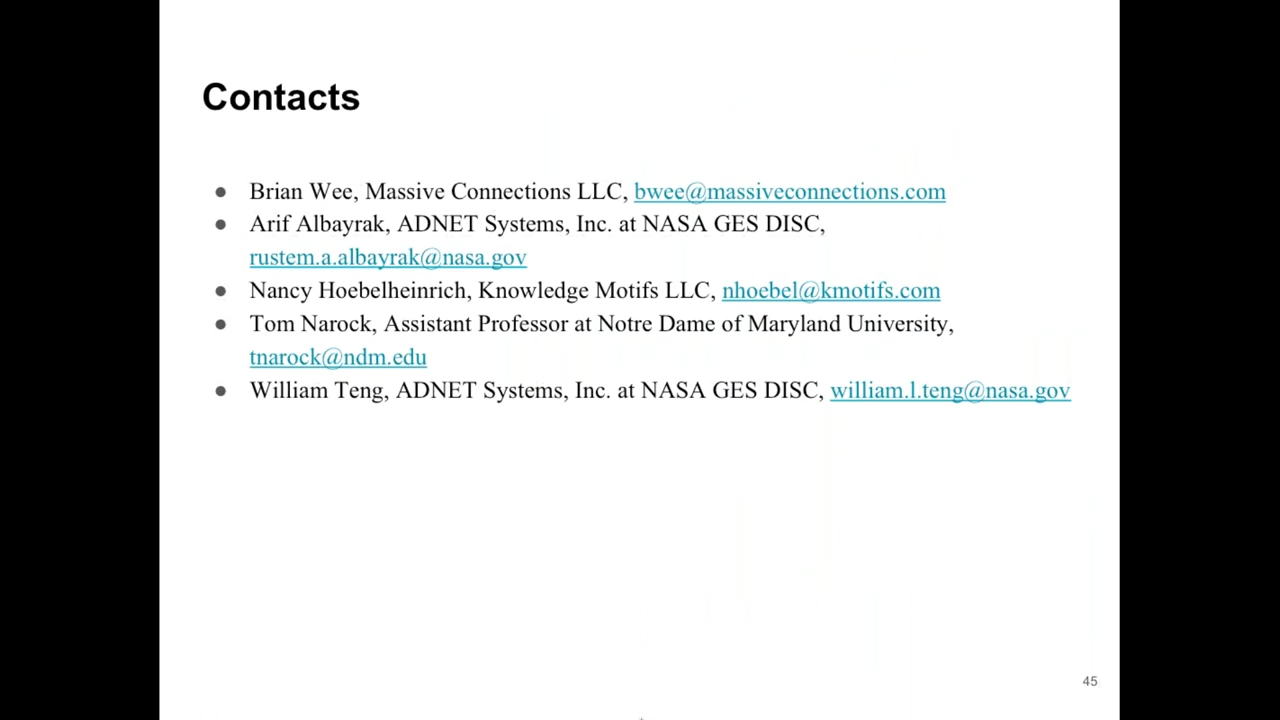 Contacts
● Brian Wee, Massive Connections LLC, bwee@massiveconnections.com
● Arif Albayrak, ADNET Systems, Inc. at NASA GES DISC,
rustem.a.albayrak@nasa.gov
● Nancy Hoebelheinrich, Knowledge Motifs LLC, nhoebel@kmotifs.com
● Tom Narock, Assistant Professor at Notre Dame of Maryland University,
tnarock@ndm.edu
● William Teng, ADNET Systems, Inc. at NASA GES DISC, william.l.teng@nasa.gov
45